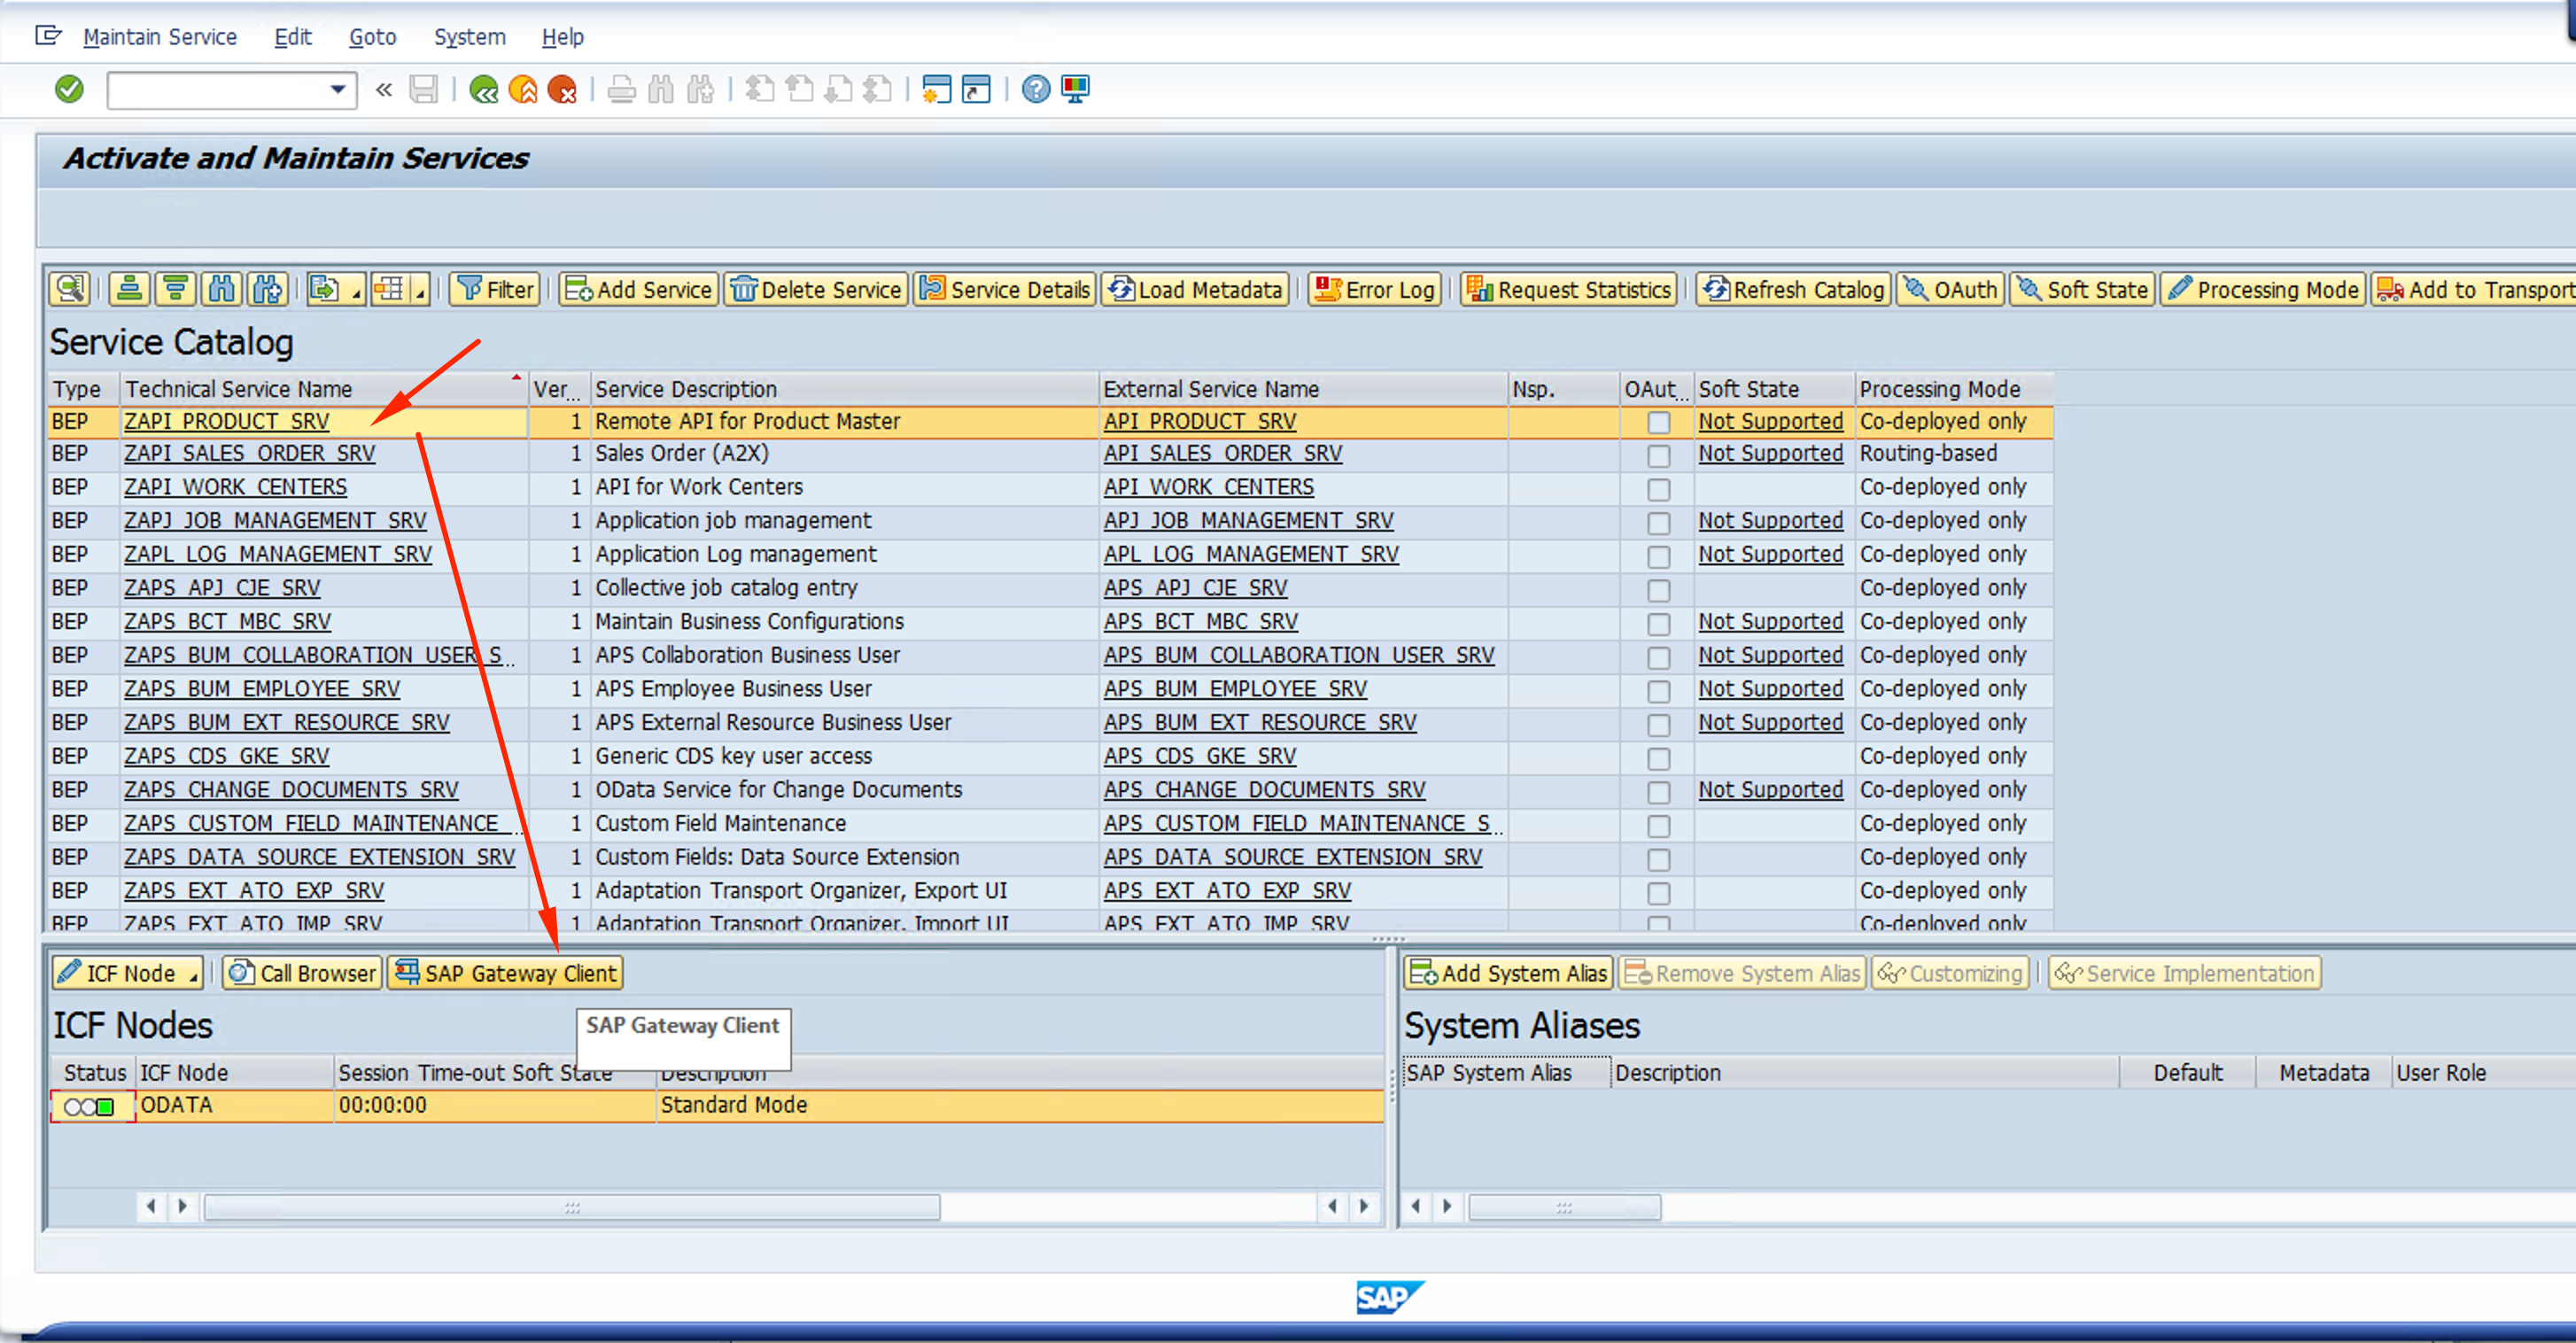 Maintain Service Edit Goto System Help
Activate and Maintain Services
Filter Add Service Delete Service Service Details Load Metadata Error Log Request Statistics Refresh Catalog OAuth Soft State Processing Mode Add to Transport
Service Catalog
Type Technical Service Name Ver... Service Description External Service Name Nsp. OAut... Soft State Processing Mode
BEP ZAPI_PRODUCT_SRV 1 Remote API for Product Master API_PRODUCT_SRV Not Supported Co-deployed only
BEP ZAPI_SALES_ORDER_SRV 1 Sales Order (A2X) API_SALES_ORDER_SRV Not Supported Routing-based
BEP ZAPI_WORK_CENTERS 1 API for Work Centers API_WORK_CENTERS Co-deployed only
BEP ZAPJ_JOB_MANAGEMENT_SRV 1 Application job management APJ_JOB_MANAGEMENT_SRV Not Supported Co-deployed only
BEP ZAPL_LOG_MANAGEMENT_SRV 1 Application Log management APL_LOG_MANAGEMENT_SRV Not Supported Co-deployed only
BEP ZAPS_APJ_CJE_SRV 1 Collective job catalog entry APS_APJ_CJE_SRV Co-deployed only
BEP ZAPS_BCT_MBC_SRV 1 Maintain Business Configurations APS_BCT_MBC_SRV Not Supported Co-deployed only
BEP ZAPS_BUM_COLLABORATION_USER_S... 1 APS Collaboration Business User APS_BUM_COLLABORATION_USER_SRV Not Supported Co-deployed only
BEP ZAPS_BUM_EMPLOYEE_SRV 1 APS Employee Business User APS_BUM_EMPLOYEE_SRV Not Supported Co-deployed only
BEP ZAPS_BUM_EXT_RESOURCE_SRV 1 APS External Resource Business User APS_BUM_EXT_RESOURCE_SRV Not Supported Co-deployed only
BEP ZAPS_CDS_GKE_SRV 1 Generic CDS key user access APS_CDS_GKE_SRV Co-deployed only
BEP ZAPS_CHANGE_DOCUMENTS_SRV 1 OData Service for Change Documents APS_CHANGE_DOCUMENTS_SRV Not Supported Co-deployed only
BEP ZAPS_CUSTOM_FIELD_MAINTENANCE_... 1 Custom Field Maintenance APS_CUSTOM_FIELD_MAINTENANCE_S... Co-deployed only
BEP ZAPS_DATA_SOURCE_EXTENSION_SRV 1 Custom Fields: Data Source Extension APS_DATA_SOURCE_EXTENSION_SRV Co-deployed only
BEP ZAPS_EXT_ATO_EXP_SRV 1 Adaptation Transport Organizer, Export UI APS_EXT_ATO_EXP_SRV Co-deployed only
BEP ZAPS_EXT_ATO_IMP_SRV 1 Adaptation Transport Organizer, Import UI APS_EXT_ATO_IMP_SRV Co-deployed only
ICF Node Call Browser SAP Gateway Client
ICF Nodes
SAP Gateway Client
Status ICF Node Session Time-out Soft State Description
ODATA 00:00:00 Standard Mode
Add System Alias Remove System Alias Customizing Service Implementation
System Aliases
SAP System Alias Description Default Metadata User Role
SAP